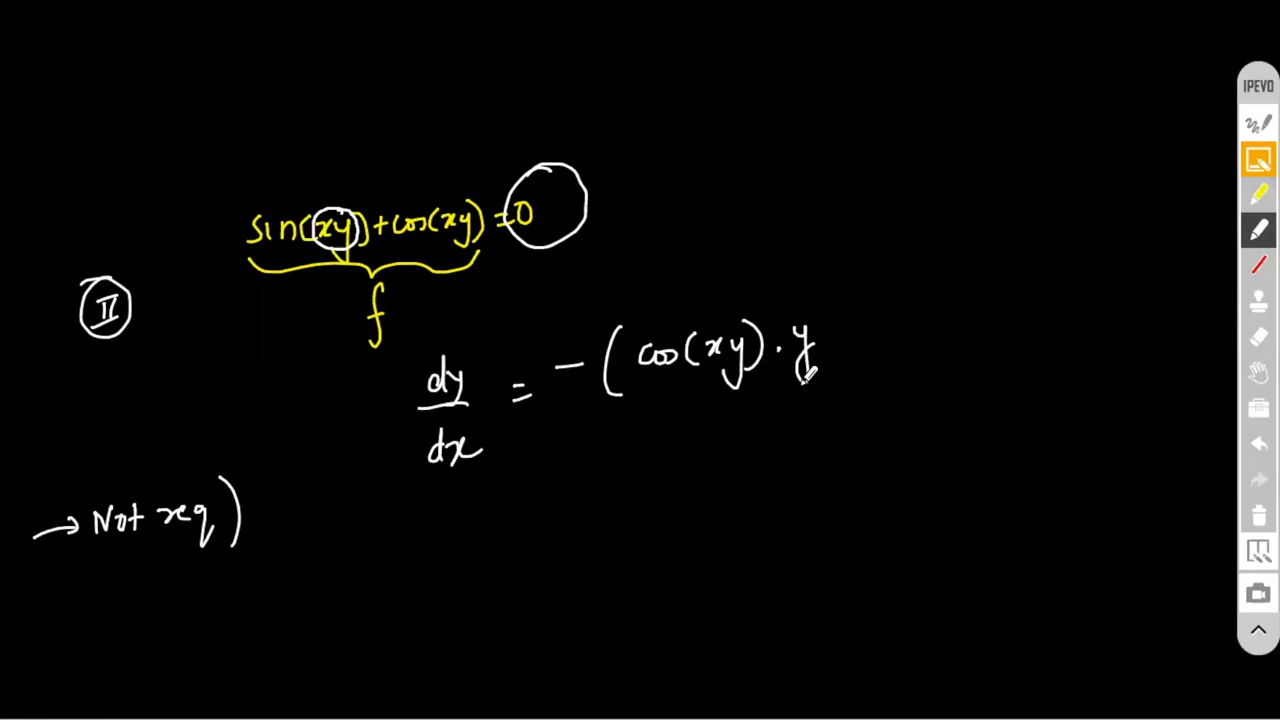 IPEVO
sin(xy)+cos(xy)=0
f
II
dy/dx = -(cos(xy)·y
→ Not req)